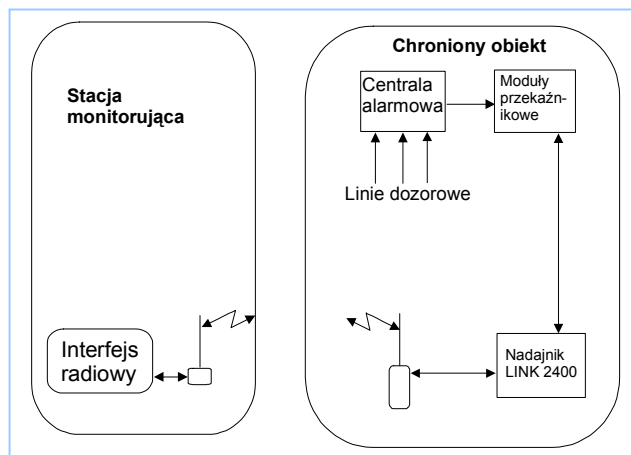 Stacja
monitorująca
Interfejs
radiowy
Chroniony obiekt
Centrala
alarmowa
Moduły
przekaźn-
ikowe
Linie dozorowe
Nadajnik
LINK 2400